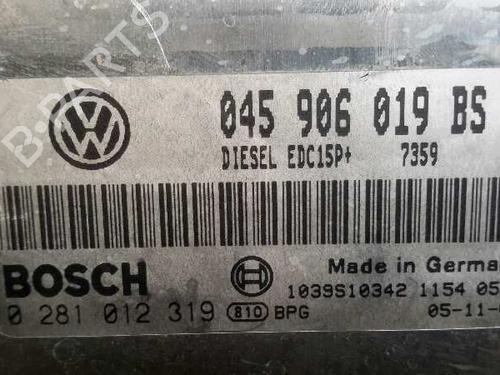 B-PARTS
045 906 019 BS
DIESEL EDC15P+ 7359
BOSCH
Made in Germa
0 281 012 319 810 BPG
1039S10342 1154 05
05-11-